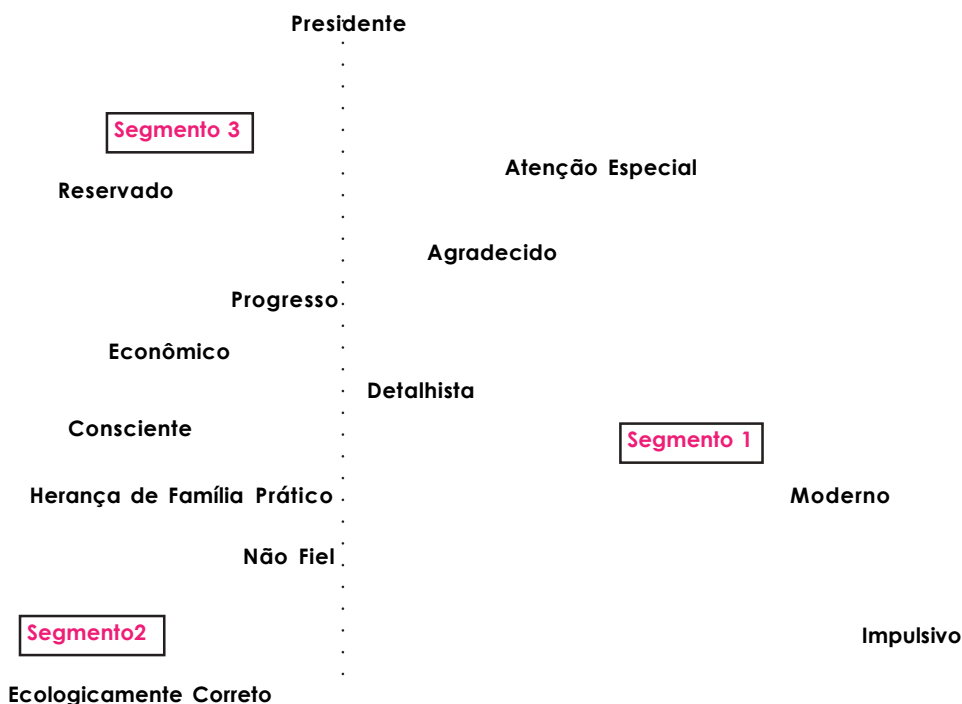 Presidente
Segmento 3
Atenção Especial
Reservado
Agradecido
Progresso
Econômico
Detalhista
Consciente
Segmento 1
Herança de Família Prático
Moderno
Não Fiel
Segmento2
Impulsivo
Ecologicamente Correto